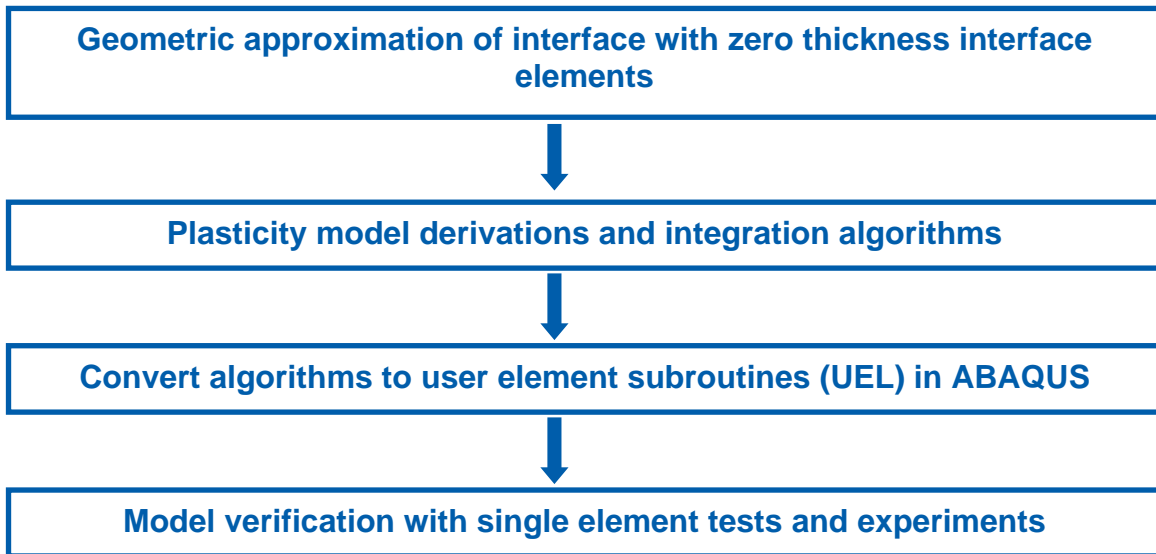 Geometric approximation of interface with zero thickness interface
elements
Plasticity model derivations and integration algorithms
Convert algorithms to user element subroutines (UEL) in ABAQUS
Model verification with single element tests and experiments